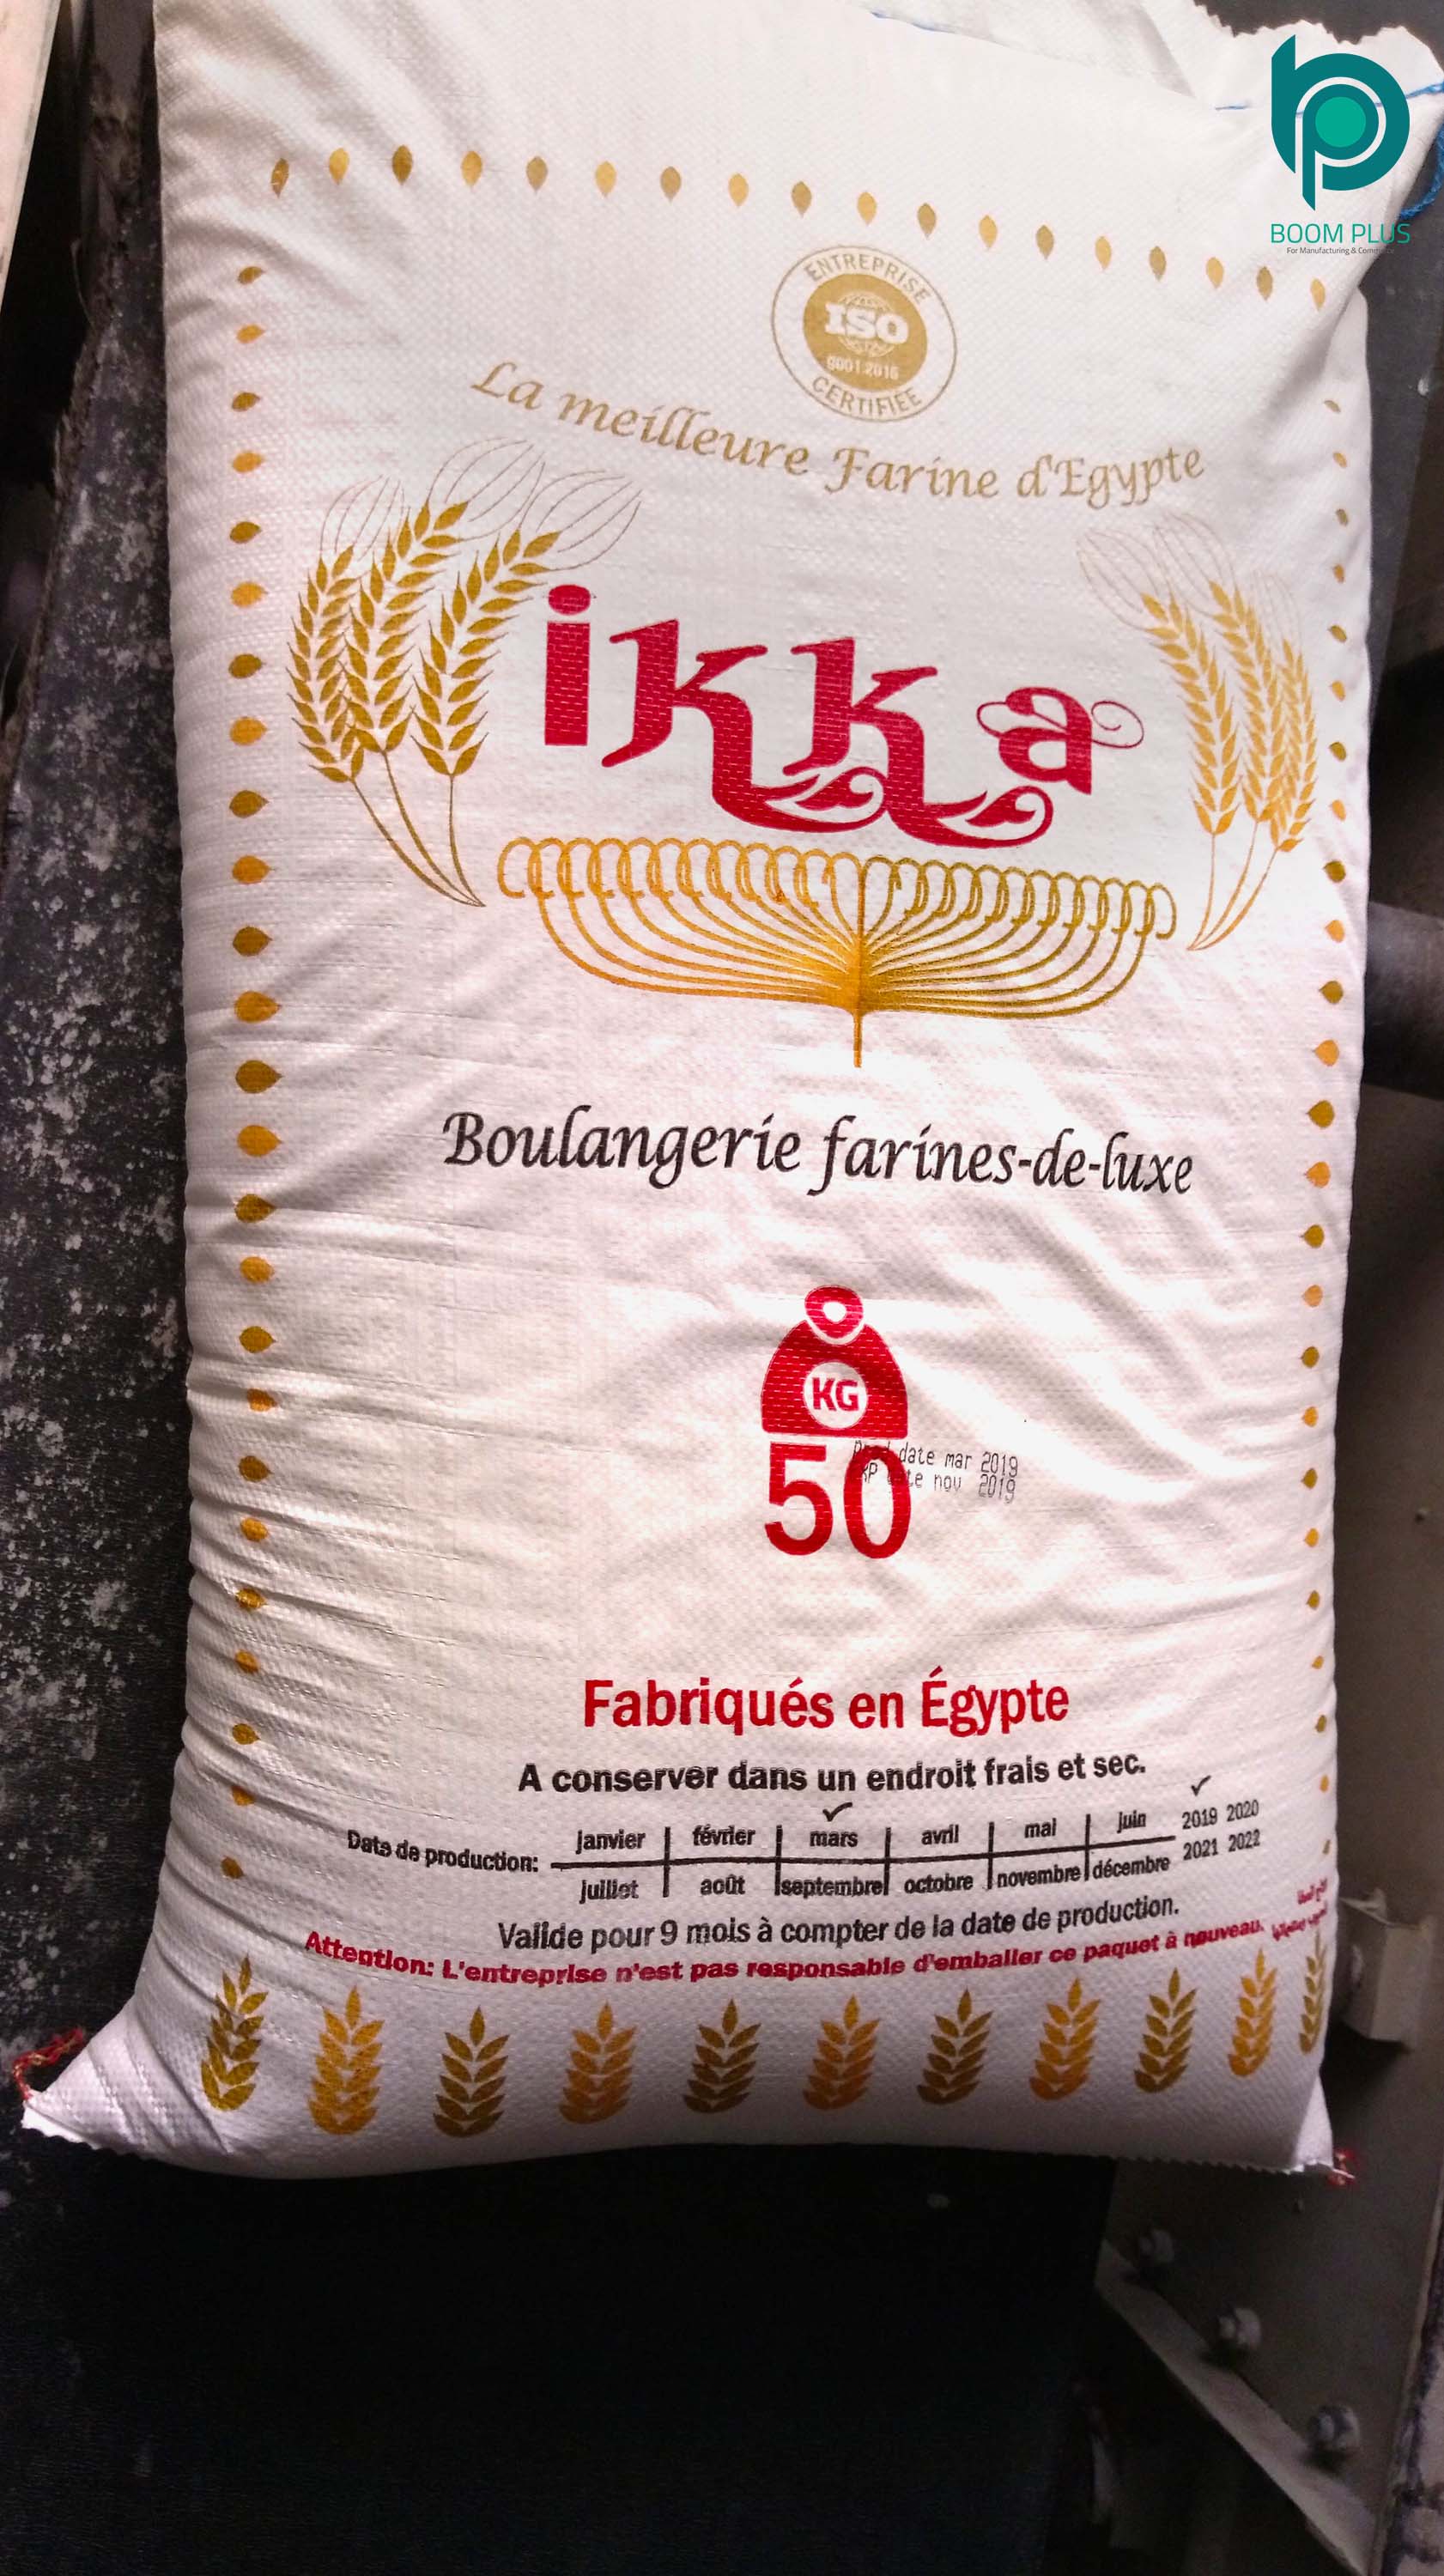 BOOM PLUS
For Manufacturing & Commerce
ENTREPRISE
ISO
9001:2015
CERTIFIÉE
La meilleure Farine d'Egypte
ikka
Boulangerie farines-de-luxe
KG
50
date mar 2019
nov 2019
Fabriqués en Égypte
A conserver dans un endroit frais et sec.
Date de production:
janvier février mars avril mai juin 2019 2020
juillet août septembre octobre novembre décembre 2021 2022
Valide pour 9 mois à compter de la date de production.
Attention: L'entreprise n'est pas responsable d'emballer ce paquet à nouveau.